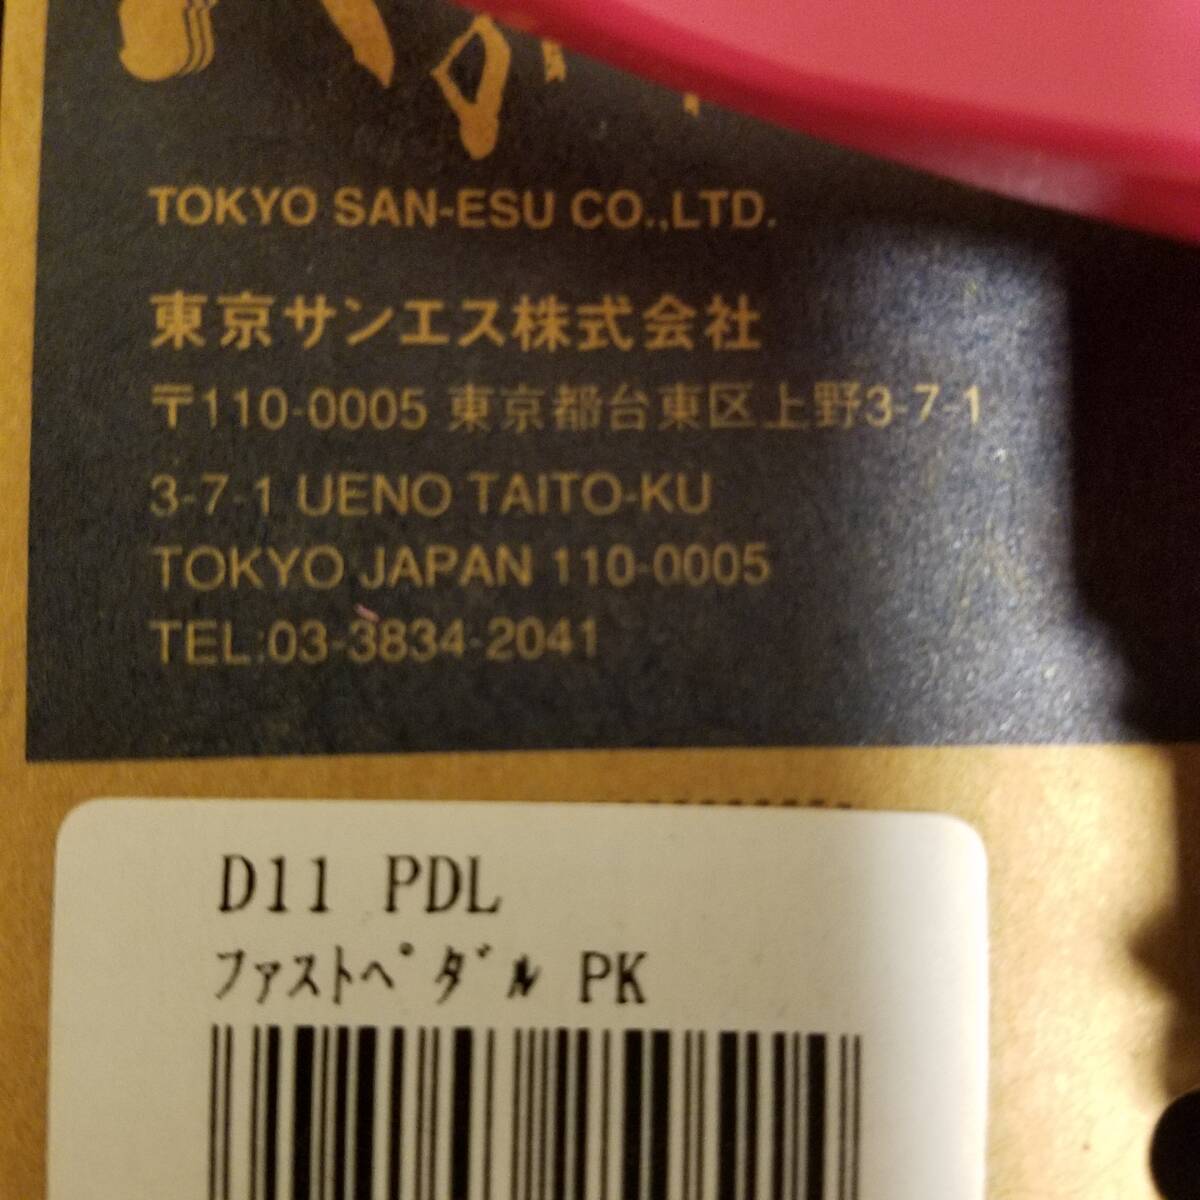 TOKYO SAN-ESU CO.,LTD.
東京サンエス株式会社
〒110-0005 東京都台東区上野3-7-1
3-7-1 UENO TAITO-KU
TOKYO JAPAN 110-0005
TEL:03-3834-2041
D11 PDL
ﾌｧｽﾄﾍﾟﾀﾞﾙ PK